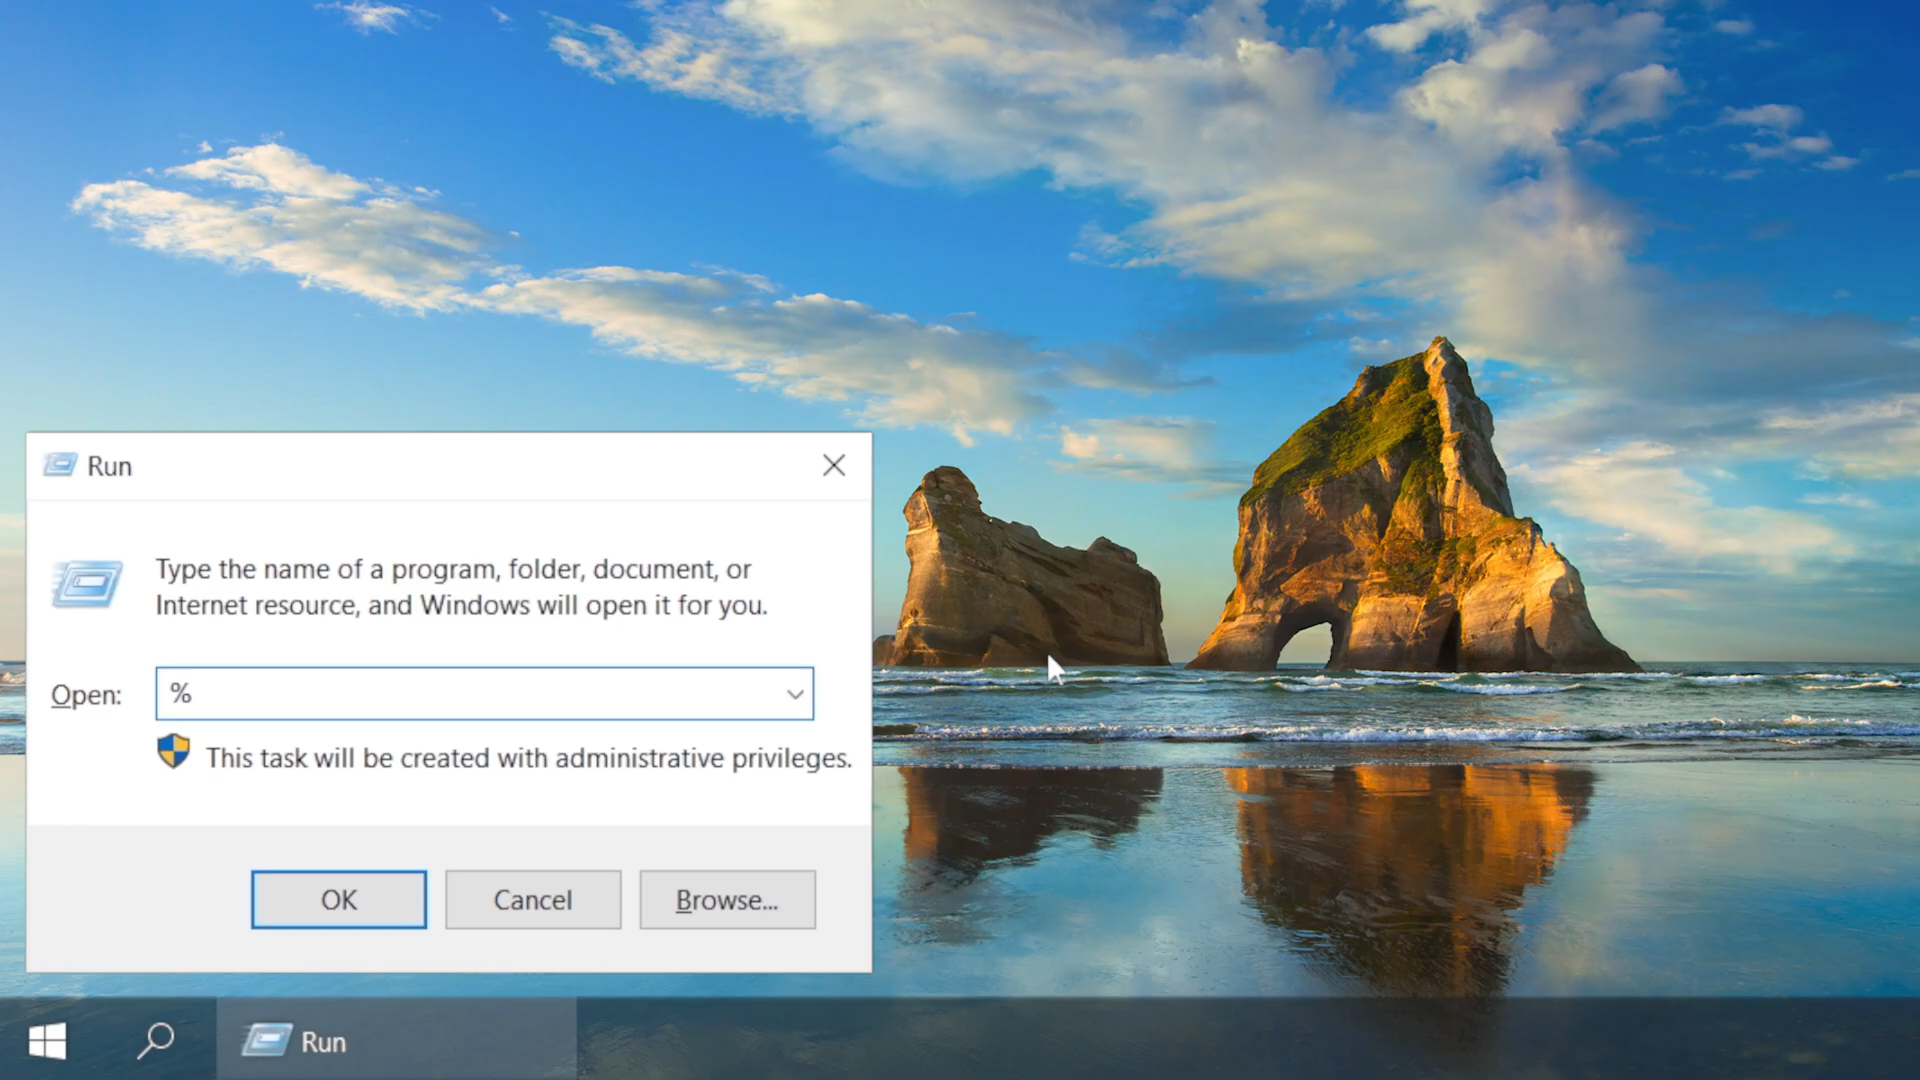 Run
Type the name of a program, folder, document, or
Internet resource, and Windows will open it for you.
Open: %
This task will be created with administrative privileges.
OK Cancel Browse...
Run